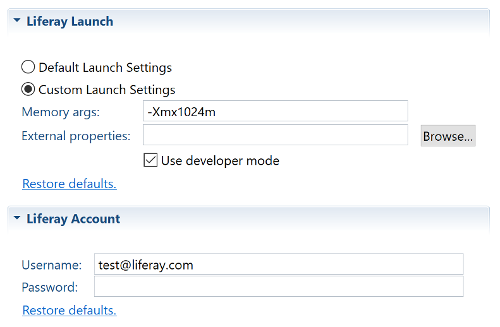 Liferay Launch
Default Launch Settings
Custom Launch Settings
Memory args: -Xmx1024m
External properties: Browse...
Use developer mode
Restore defaults.
Liferay Account
Username: test@liferay.com
Password:
Restore defaults.